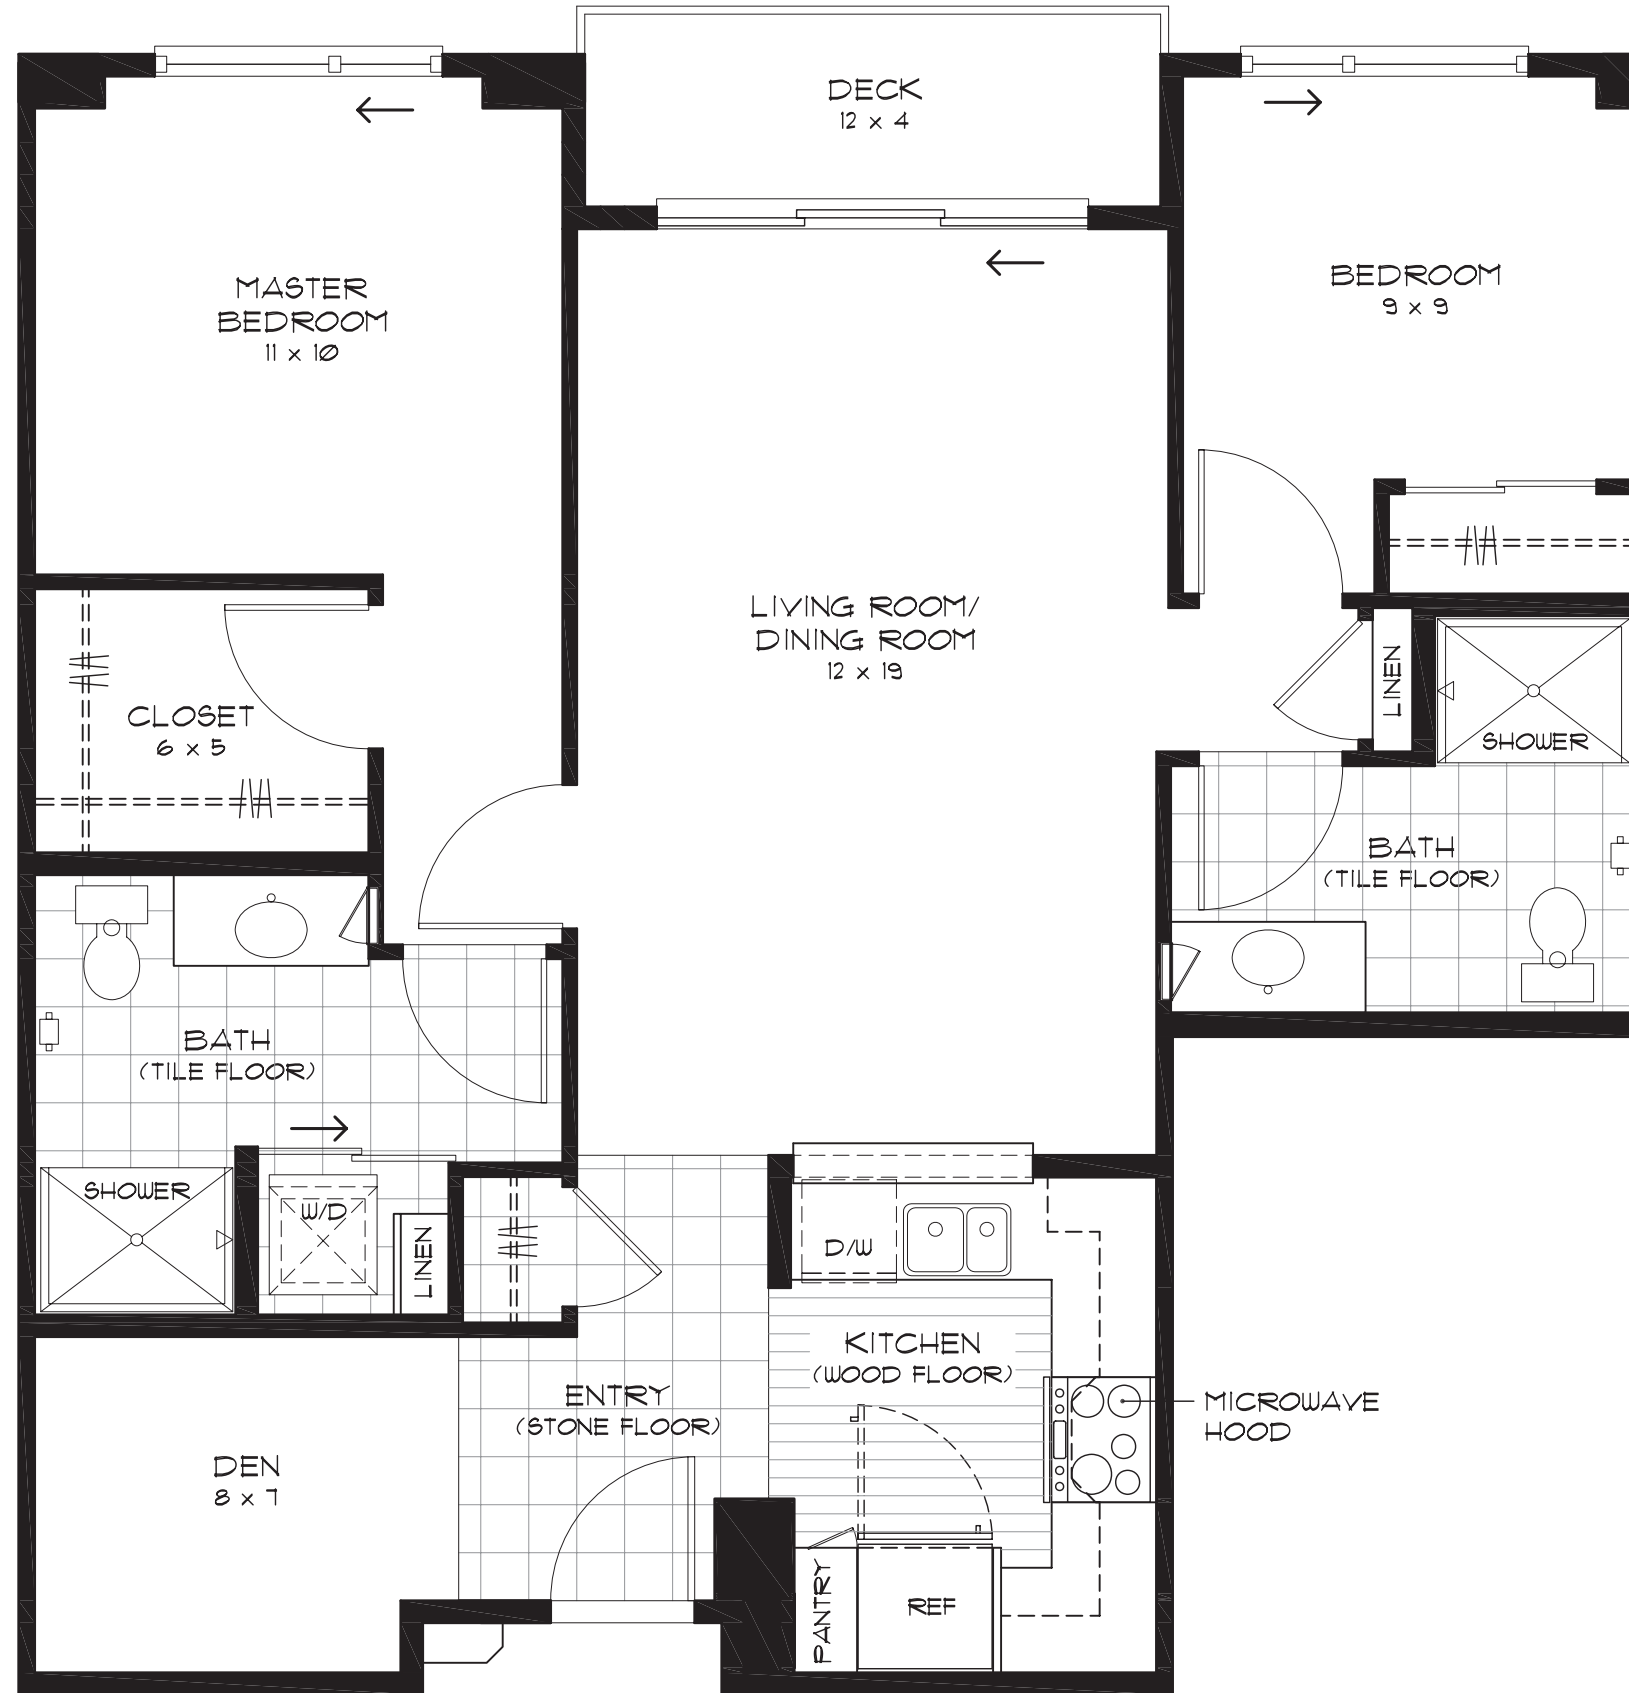 DECK
12 x 4
MASTER
BEDROOM
11 x 10
BEDROOM
9 x 9
LIVING ROOM/
DINING ROOM
12 x 19
LINEN
SHOWER
CLOSET
6 x 5
BATH
(TILE FLOOR)
BATH
(TILE FLOOR)
SHOWER
W/D
LINEN
D/W
KITCHEN
(WOOD FLOOR)
ENTRY
(STONE FLOOR)
MICROWAVE
HOOD
DEN
8 x 7
PANTRY
REF